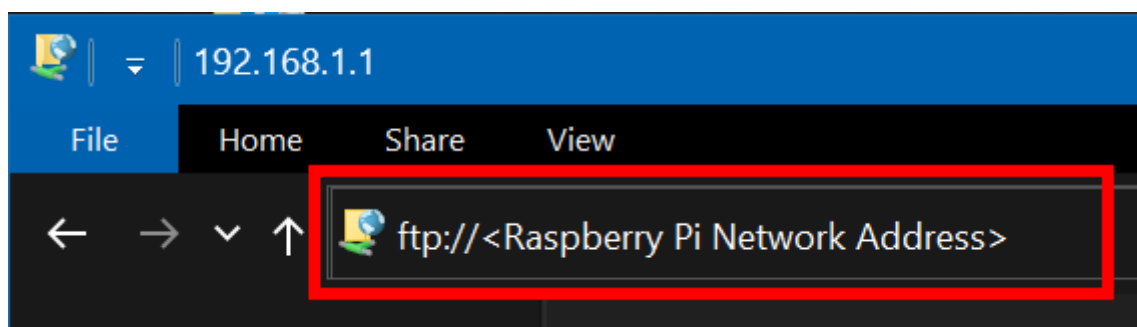 192.168.1.1
File Home Share View
ftp://<Raspberry Pi Network Address>